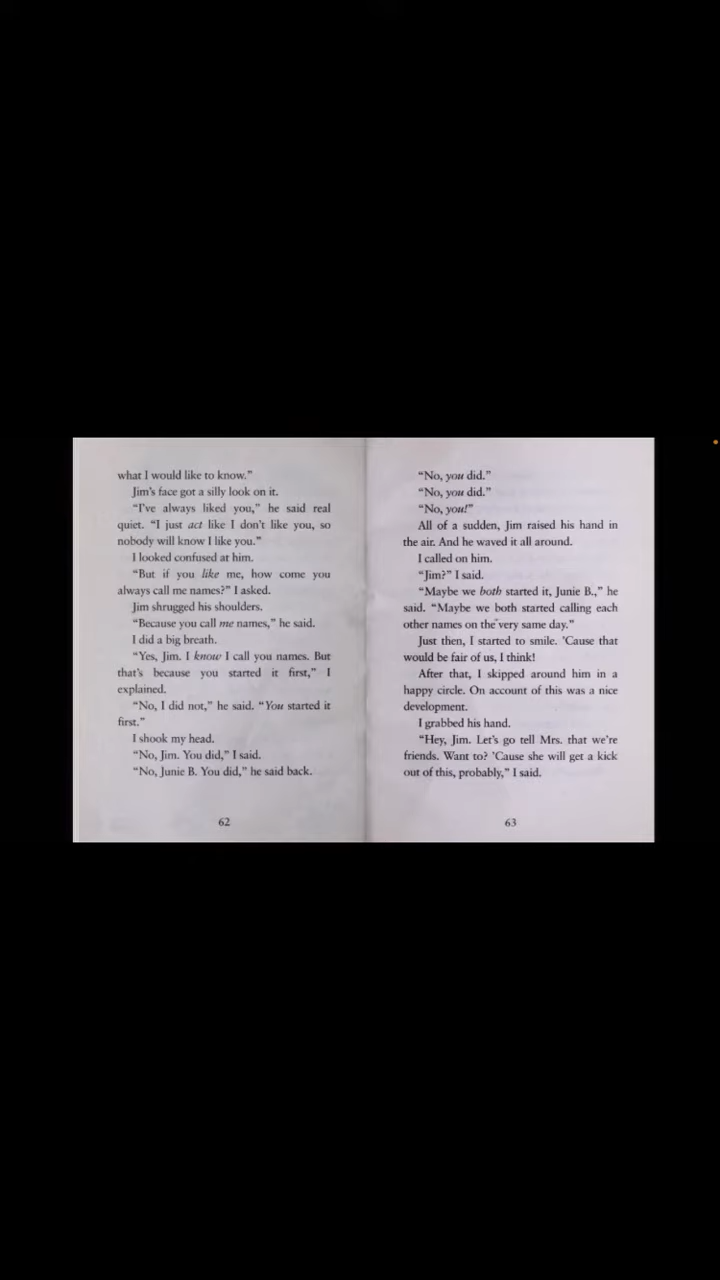 what I would like to know.”
Jim’s face got a silly look on it.
“I’ve always liked you,” he said real
quiet. “I just act like I don’t like you, so
nobody will know I like you.”
I looked confused at him.
“But if you like me, how come you
always call me names?” I asked.
Jim shrugged his shoulders.
“Because you call me names,” he said.
I did a big breath.
“Yes, Jim. I know I call you names. But
that’s because you started it first,” I
explained.
“No, I did not,” he said. “You started it
first.”
I shook my head.
“No, Jim. You did,” I said.
“No, Junie B. You did,” he said back.
62
“No, you did.”
“No, you did.”
“No, you!”
All of a sudden, Jim raised his hand in
the air. And he waved it all around.
I called on him.
“Jim?” I said.
“Maybe we both started it, Junie B.,” he
said. “Maybe we both started calling each
other names on the very same day.”
Just then, I started to smile. ’Cause that
would be fair of us, I think!
After that, I skipped around him in a
happy circle. On account of this was a nice
development.
I grabbed his hand.
“Hey, Jim. Let’s go tell Mrs. that we’re
friends. Want to? ’Cause she will get a kick
out of this, probably,” I said.
63